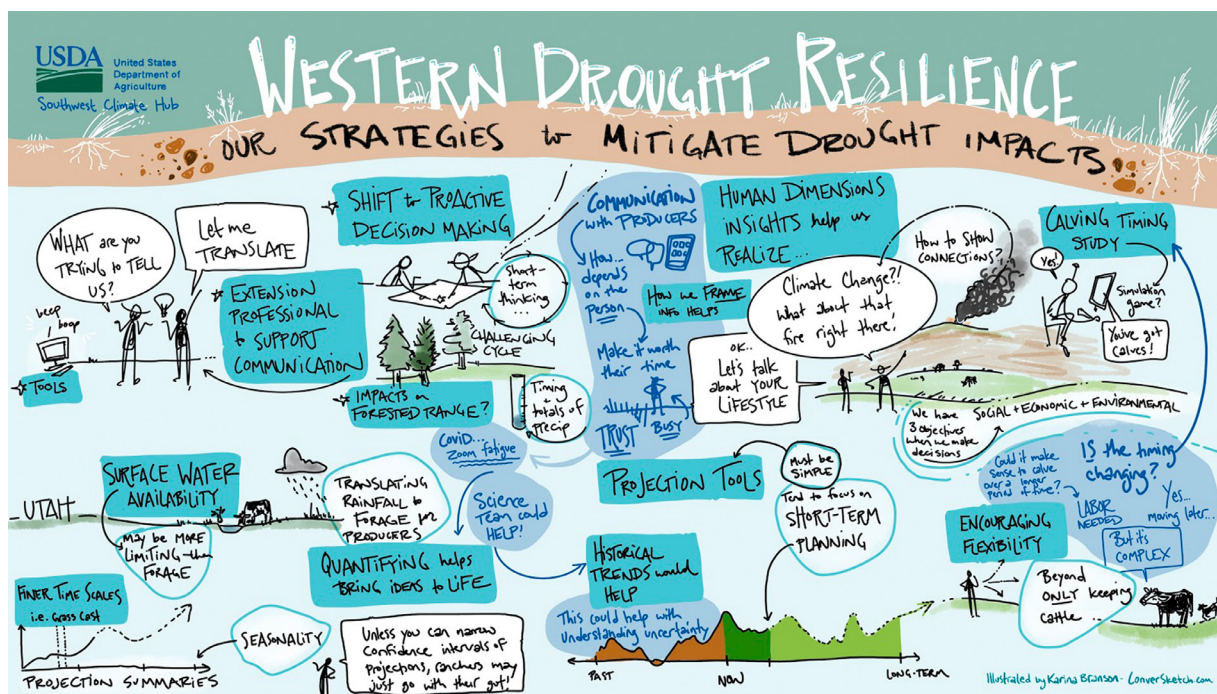 USDA
United States
Department of
Agriculture
Southwest Climate Hub
WESTERN DROUGHT RESILIENCE
OUR STRATEGIES to MITIGATE DROUGHT IMPACTS
WHAT are you
TRYING to TELL
US?
Let me
TRANSLATE
beep
boop
TOOLS
EXTENSION
PROFESSIONAL
to SUPPORT
COMMUNICATION
SHIFT to PROACTIVE
DECISION MAKING
Short-
term
thinking
...
CHALLENGING
CYCLE
IMPACTS on
FORESTED RANGE?
Timing
+
totals of
precip
COMMUNICATION
with PRODUCERS
How...
depends
on the
person
HOW we FRAME
INFO HELPS
Make it worth
their time
TRUST
BUSY
HUMAN DIMENSIONS
INSIGHTS help us
REALIZE...
Climate Change?!
What about that
fire right there!
OK...
Let's talk
about YOUR
LIFESTYLE
HOW to SHOW
CONNECTIONS?
CALVING TIMING
STUDY
Yes!
Simulation
game?
You've got
CALVES!
We have
3 objectives
when we make
decisions
SOCIAL + ECONOMIC + ENVIRONMENTAL
Could it make
sense to calve
over a longer
period of time?
IS the timing
changing?
LABOR
NEEDED
Yes...
moving later...
But it's
COMPLEX
ENCOURAGING
FLEXIBILITY
Beyond
ONLY keeping
cattle...
UTAH
SURFACE WATER
AVAILABILITY
May be MORE
LIMITING then
FORAGE
TRANSLATING
RAINFALL to
FORAGE for
PRODUCERS
COVID...
Zoom fatigue
Science
Team could
HELP!
QUANTIFYING helps
BRING IDEAS to LIFE
PROJECTION TOOLS
Must be
SIMPLE
Tend to focus on
SHORT-TERM
PLANNING
HISTORICAL
TRENDS would
HELP
This could help with
understanding uncertainty
PAST
NOW
LONG-TERM
FINER TIME SCALES
i.e. Grass Cast
SEASONALITY
PROJECTION SUMMARIES
Unless you can narrow
Confidence intervals of
projections, ranchers may
just go with their gut!
Illustrated by Karina Branson - ConverSketch.com